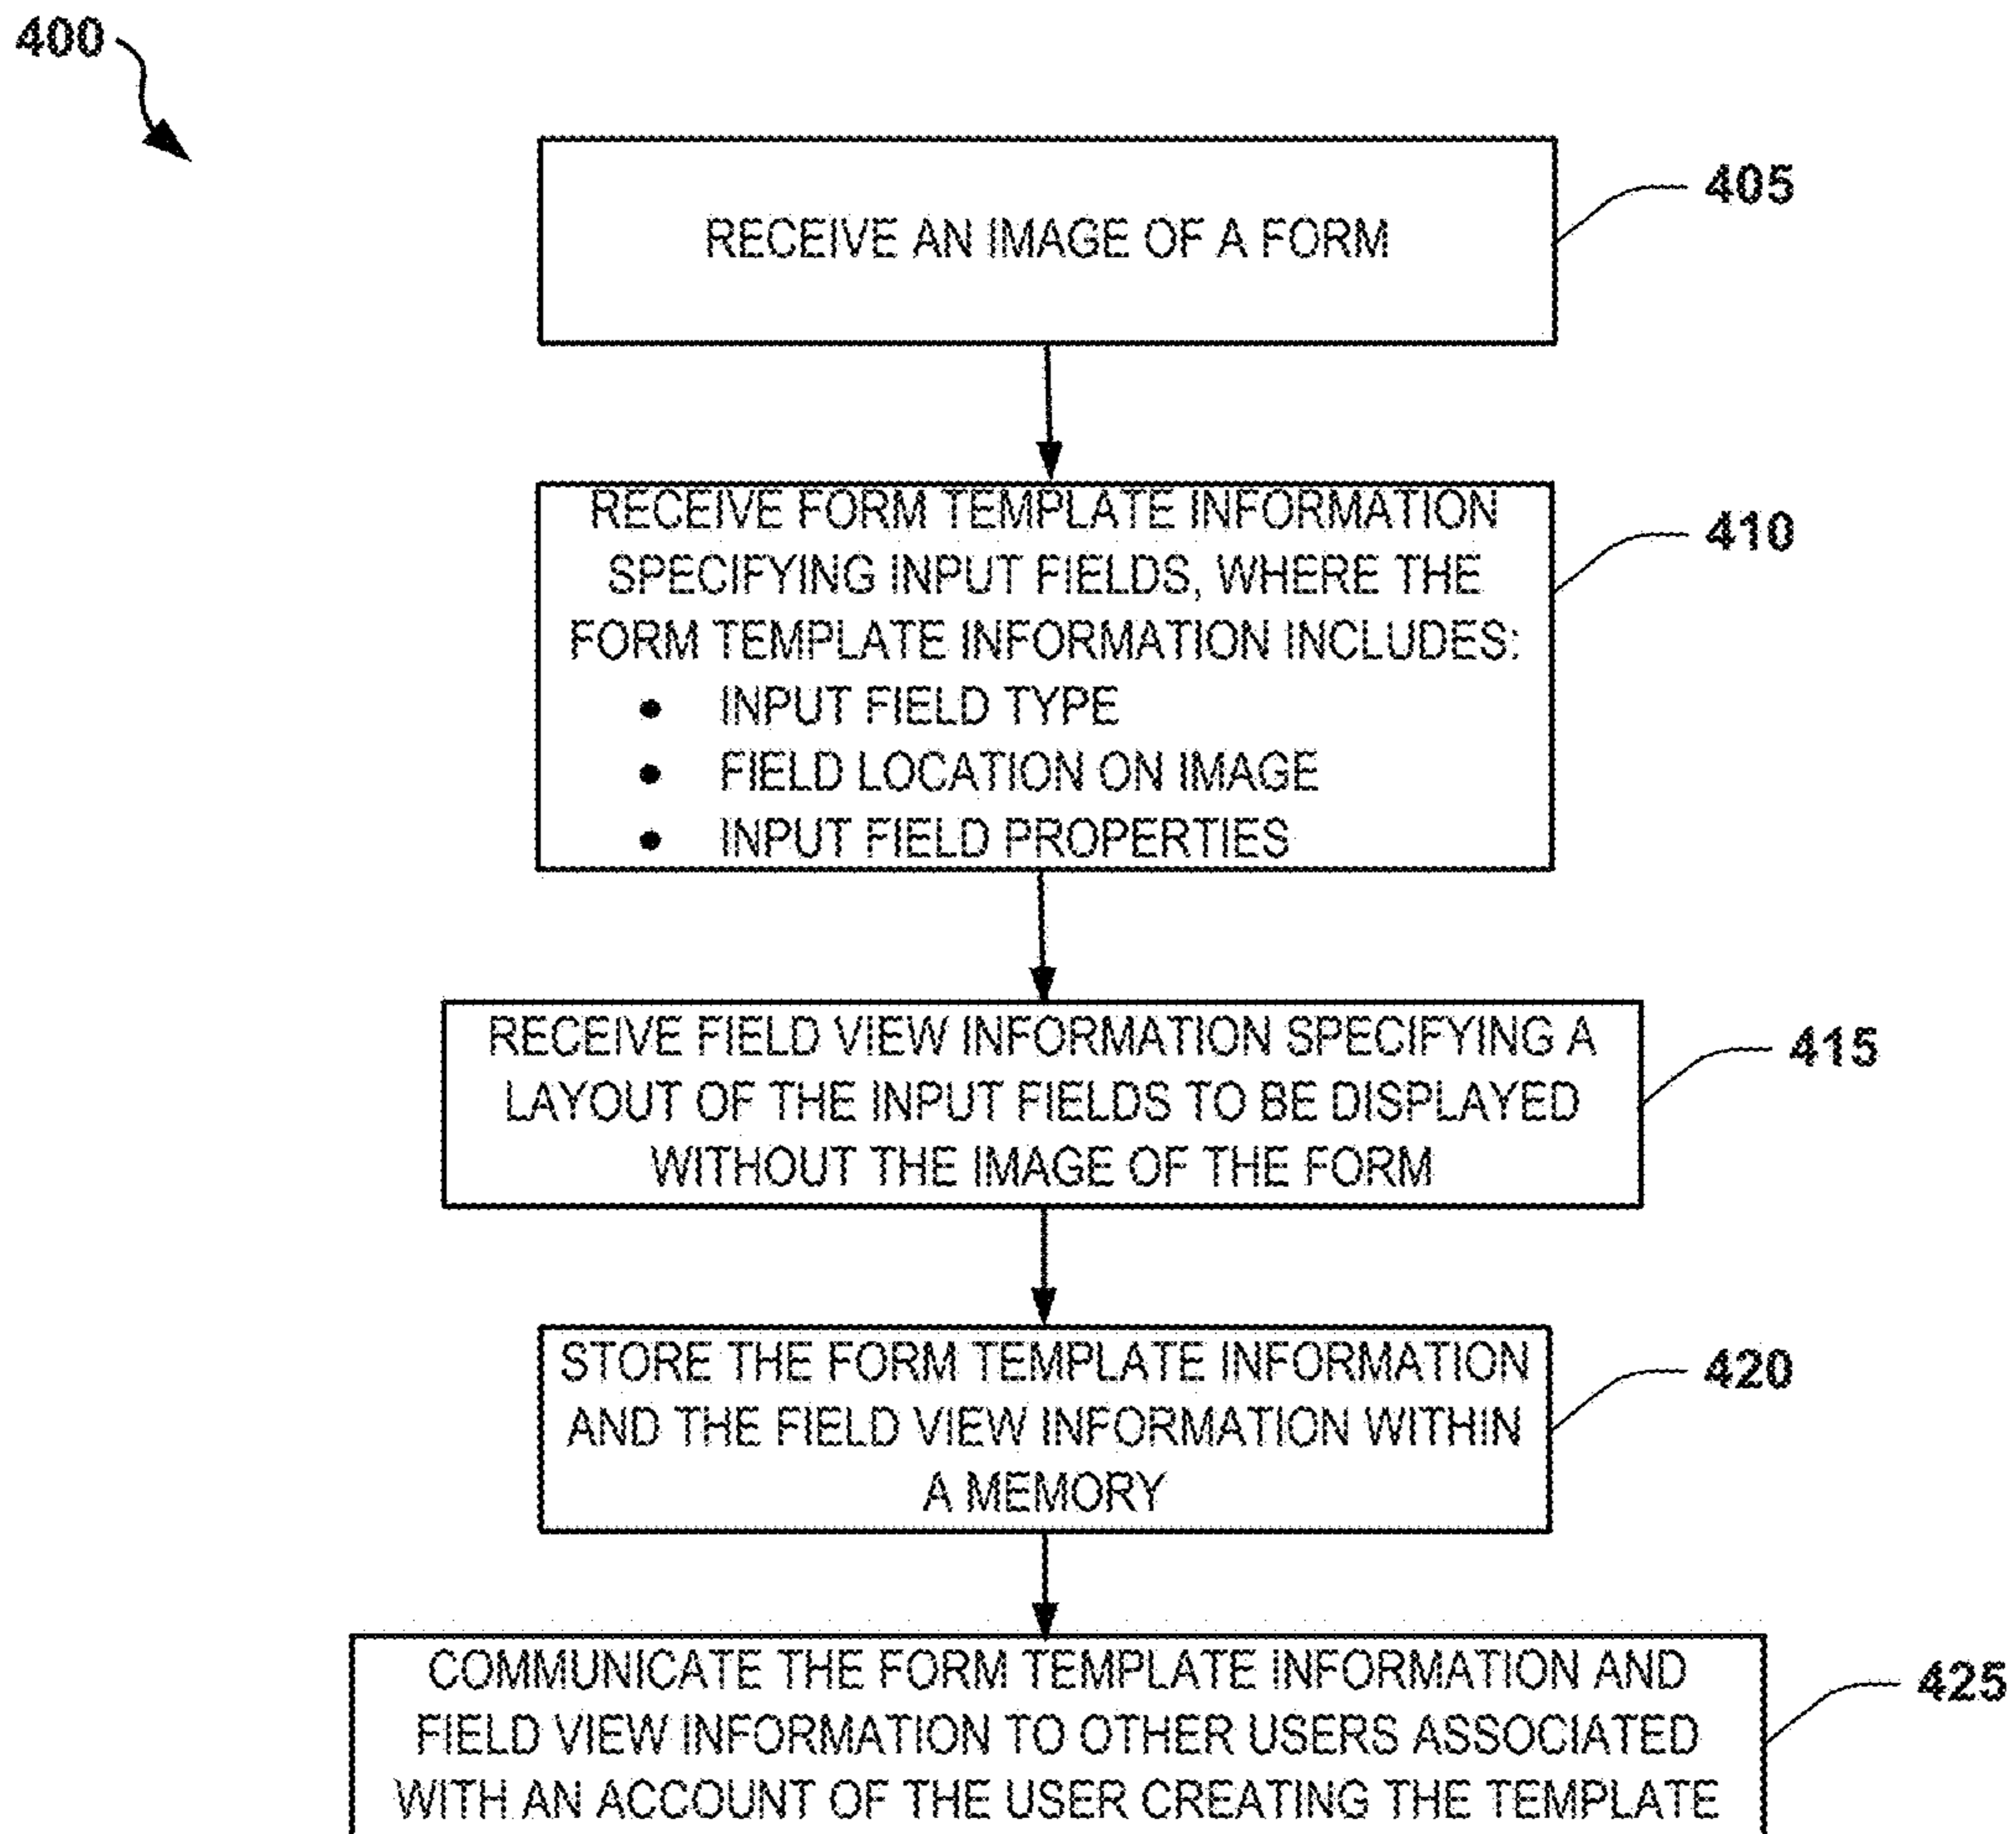 400
405
RECEIVE AN IMAGE OF A FORM
RECEIVE FORM TEMPLATE INFORMATION
410
SPECIFYING INPUT FIELDS, WHERE THE
FORM TEMPLATE INFORMATION INCLUDES:
• INPUT FIELD TYPE
• FIELD LOCATION ON IMAGE
• INPUT FIELD PROPERTIES
RECEIVE FIELD VIEW INFORMATION SPECIFYING A
415
LAYOUT OF THE INPUT FIELDS TO BE DISPLAYED
WITHOUT THE IMAGE OF THE FORM
STORE THE FORM TEMPLATE INFORMATION
420
AND THE FIELD VIEW INFORMATION WITHIN
A MEMORY
COMMUNICATE THE FORM TEMPLATE INFORMATION AND
425
FIELD VIEW INFORMATION TO OTHER USERS ASSOCIATED
WITH AN ACCOUNT OF THE USER CREATING THE TEMPLATE